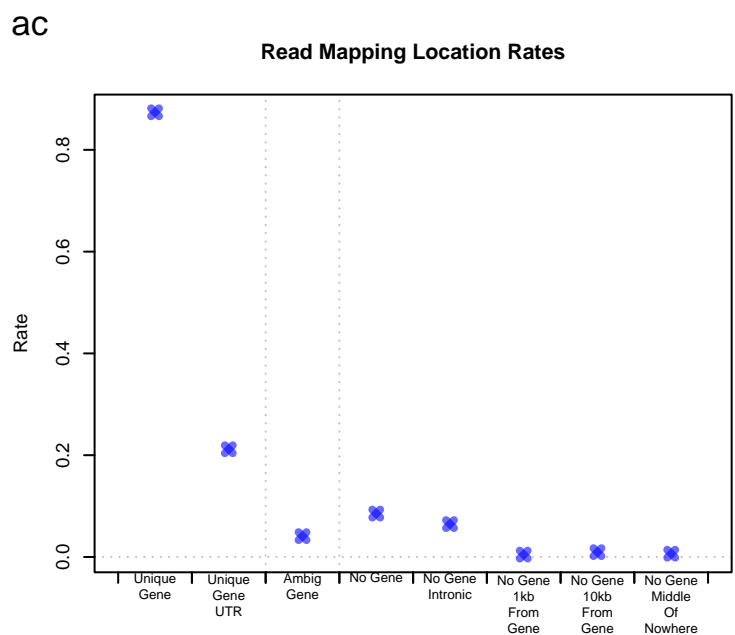 ac
Read Mapping Location Rates
Rate
0.8
0.6
0.4
0.2
0.0
Unique
Gene
Unique
Gene
UTR
Ambig
Gene
No Gene
No Gene
Intronic
No Gene
1kb
From
Gene
No Gene
10kb
From
Gene
No Gene
Middle
Of
Nowhere